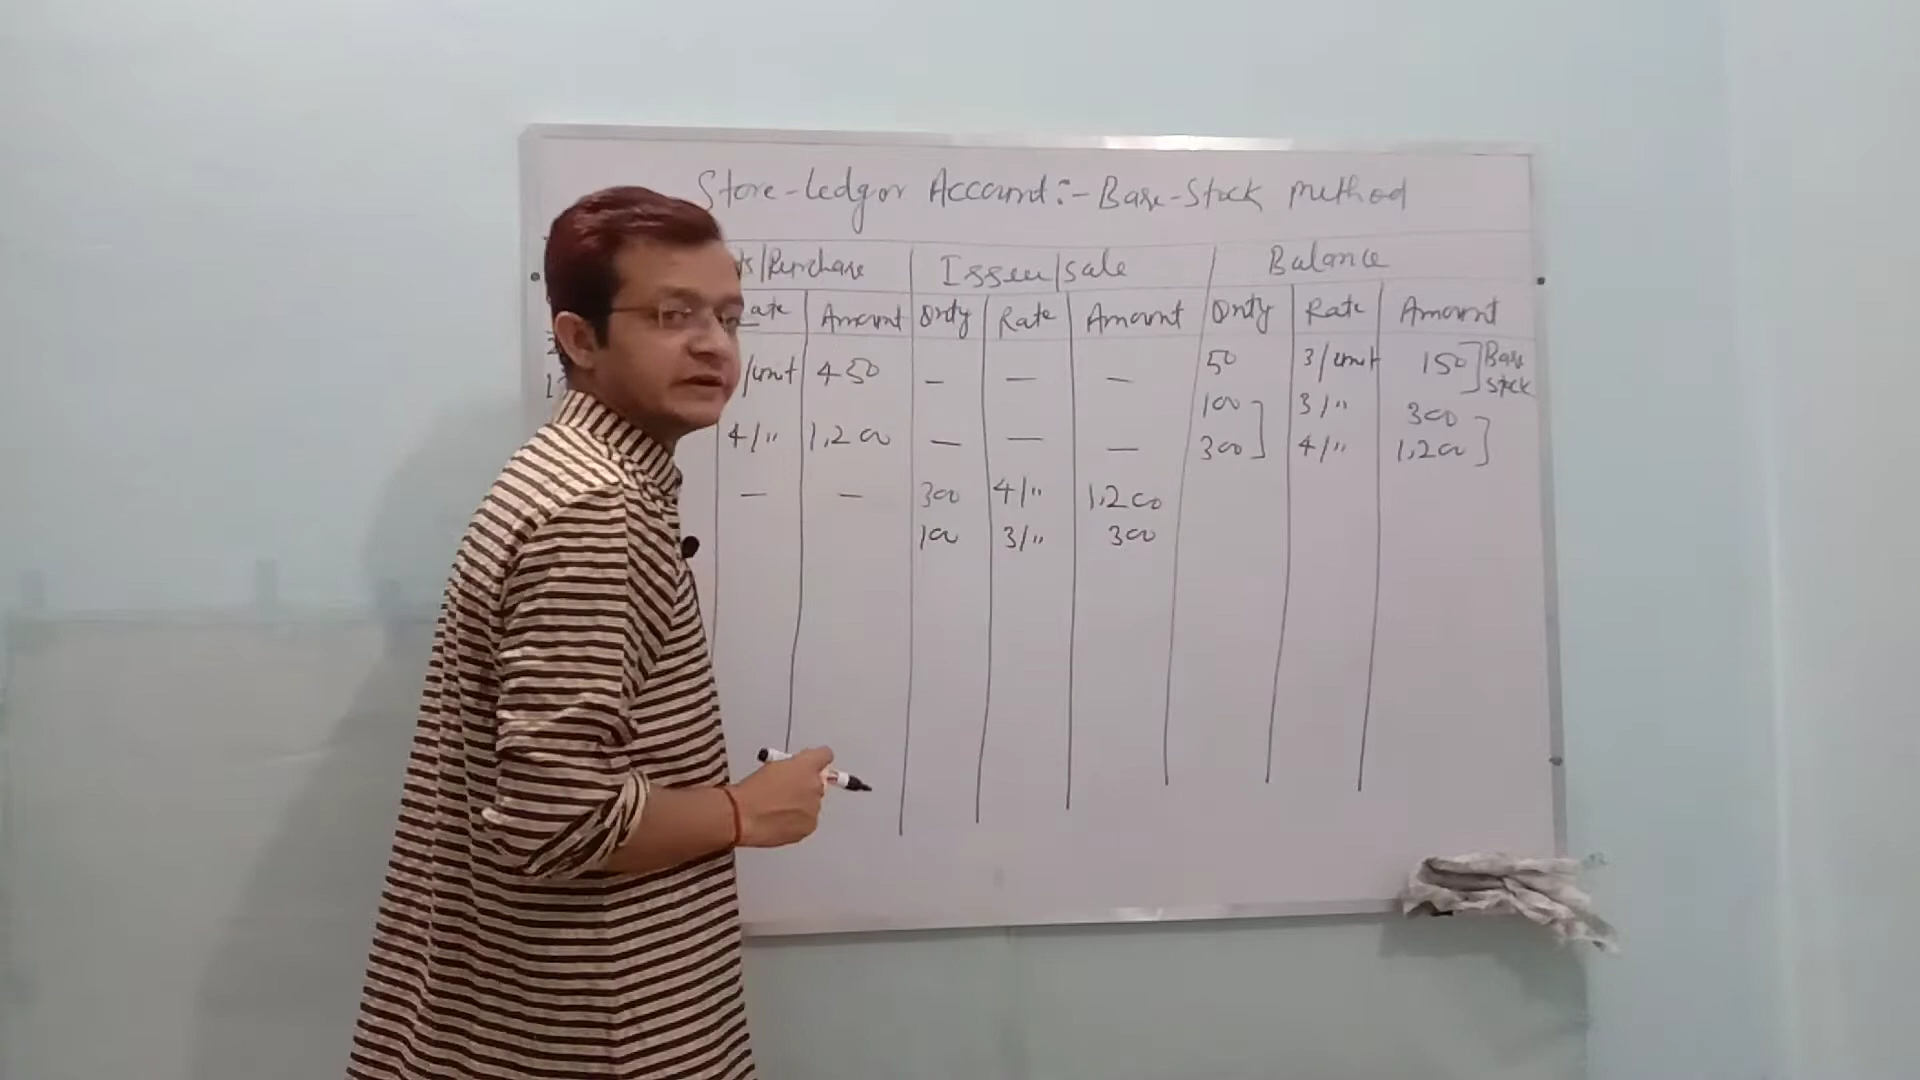 Store-Ledger Account:- Base-Stock method
ts/Purchase Issue/sale Balance
ate Amount Qnty Rate Amount Qnty Rate Amount
/unit 450 — — — 50 3/unit 150] Base stock
100 3/" 300
4/" 1,200 — — — 300] 4/" 1,200]
— — 300 4/" 1,200
100 3/" 300